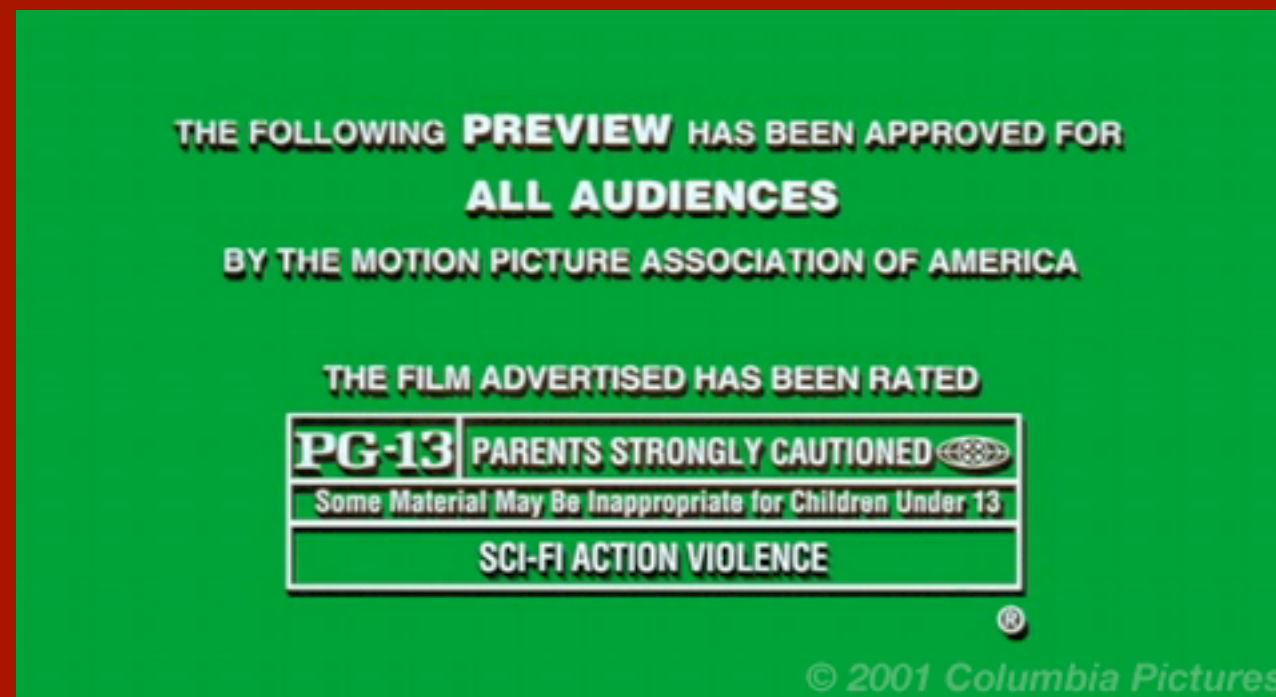 THE FOLLOWING PREVIEW HAS BEEN APPROVED FOR
ALL AUDIENCES
BY THE MOTION PICTURE ASSOCIATION OF AMERICA
THE FILM ADVERTISED HAS BEEN RATED
PG-13 PARENTS STRONGLY CAUTIONED
Some Material May Be Inappropriate for Children Under 13
SCI-FI ACTION VIOLENCE
®
© 2001 Columbia Pictures